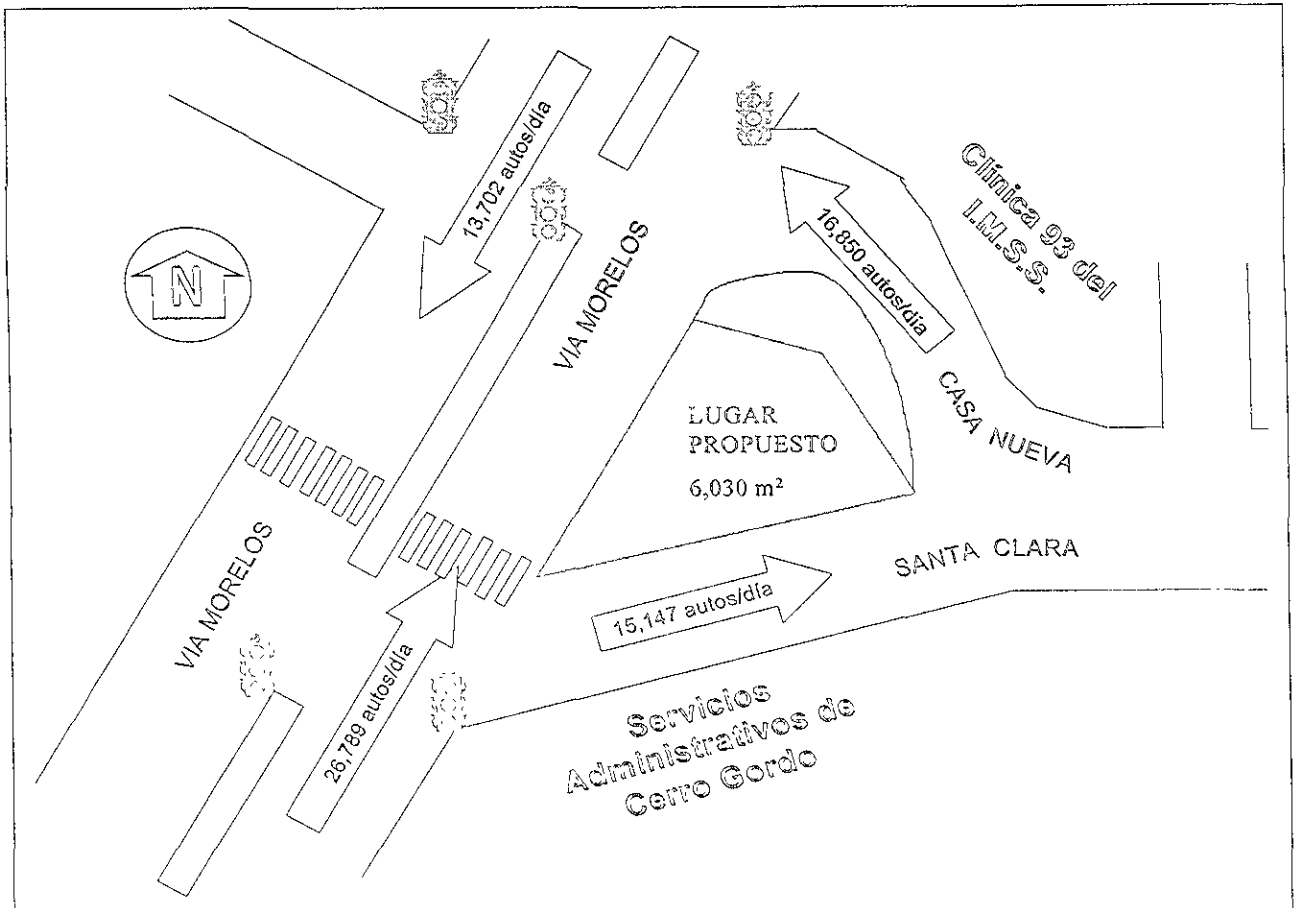 13,702 autos/día
VIA MORELOS
16,850 autos/día
Clínica 93 del
I.M.S.S.
N
CASA NUEVA
LUGAR
PROPUESTO
6,030 m²
SANTA CLARA
15,147 autos/día
VIA MORELOS
26,789 autos/día
Servicios
Administrativos de
Cerro Gordo